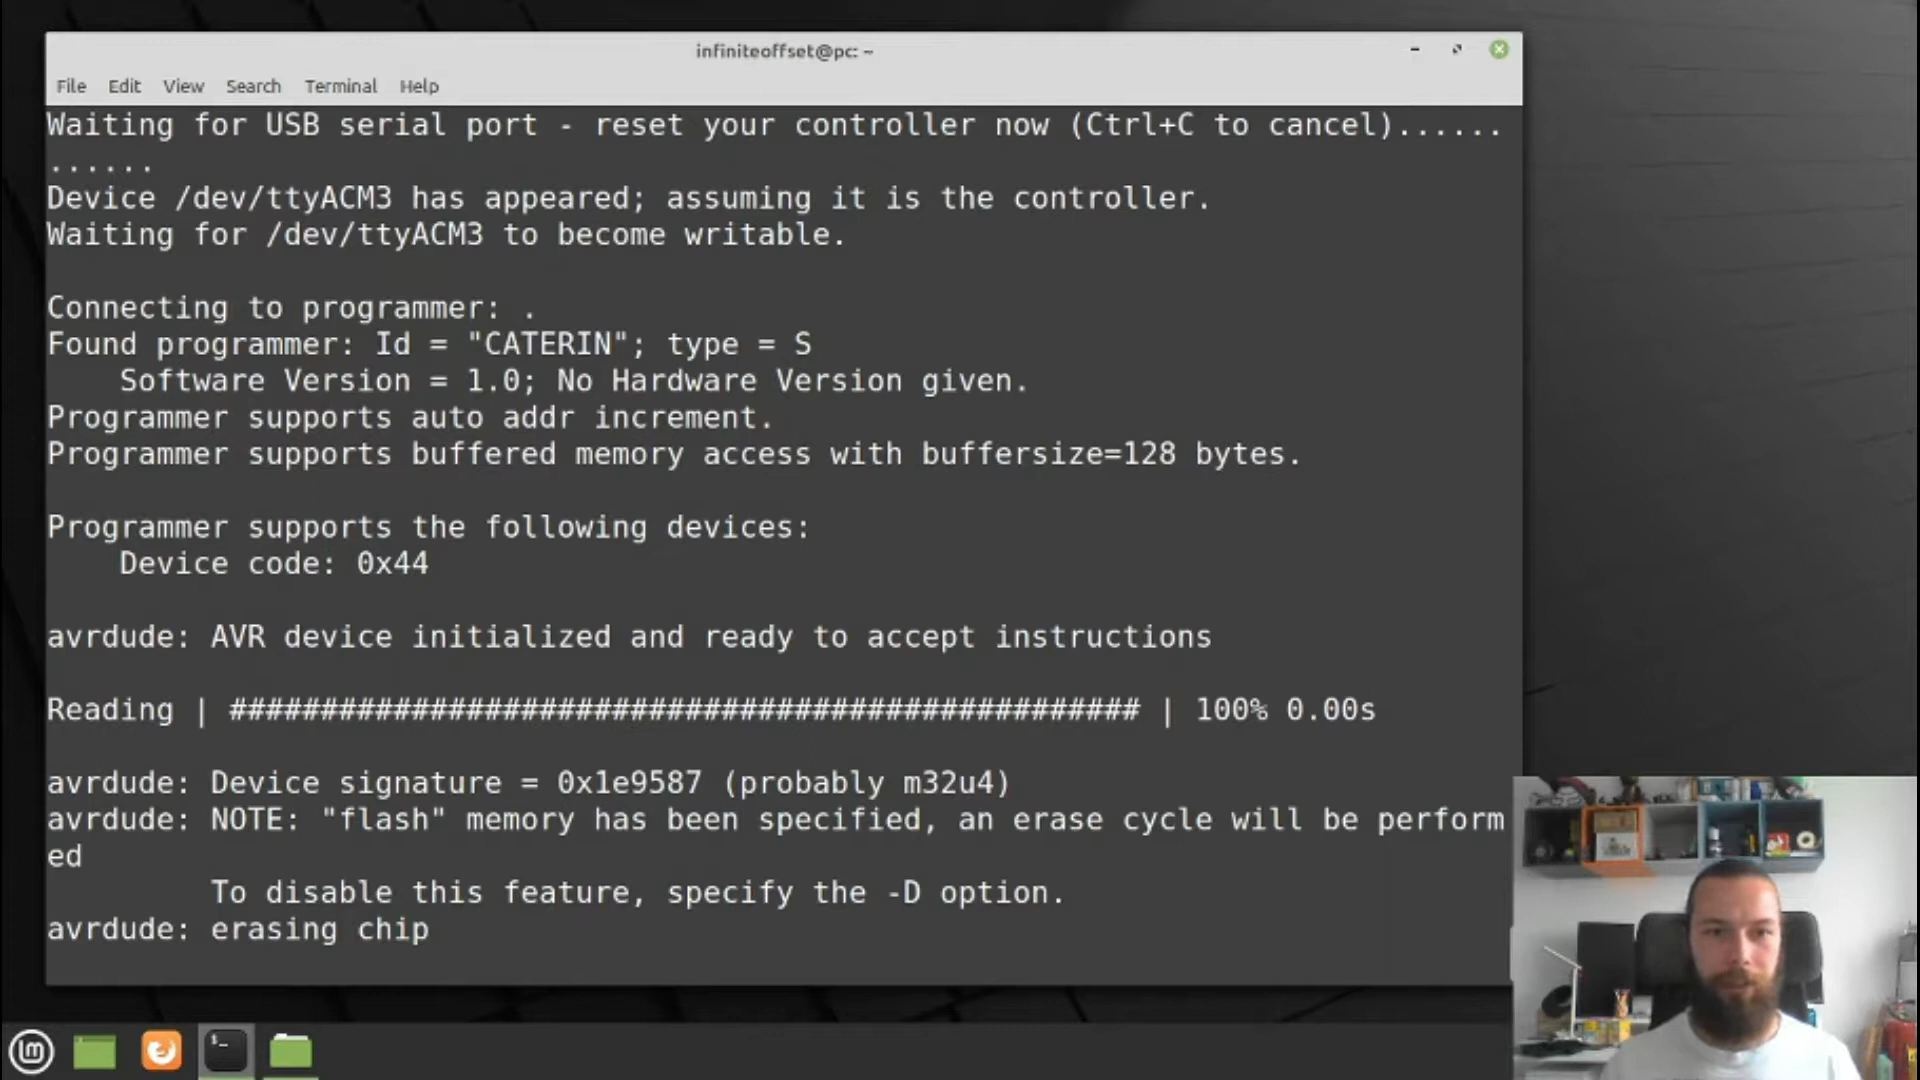 infiniteoffset@pc: ~
File Edit View Search Terminal Help
Waiting for USB serial port - reset your controller now (Ctrl+C to cancel)......
......
Device /dev/ttyACM3 has appeared; assuming it is the controller.
Waiting for /dev/ttyACM3 to become writable.
Connecting to programmer: .
Found programmer: Id = "CATERIN"; type = S
Software Version = 1.0; No Hardware Version given.
Programmer supports auto addr increment.
Programmer supports buffered memory access with buffersize=128 bytes.
Programmer supports the following devices:
Device code: 0x44
avrdude: AVR device initialized and ready to accept instructions
Reading | ################################################## | 100% 0.00s
avrdude: Device signature = 0x1e9587 (probably m32u4)
avrdude: NOTE: "flash" memory has been specified, an erase cycle will be perform
ed
To disable this feature, specify the -D option.
avrdude: erasing chip